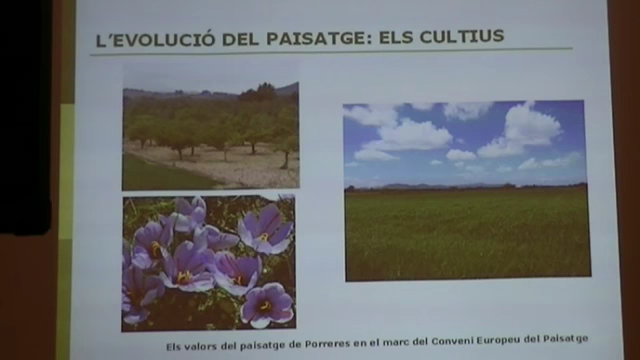 L'EVOLUCIÓ DEL PAISATGE: ELS CULTIUS
Els valors del paisatge de Porreres en el marc del Conveni Europeu del Paisatge